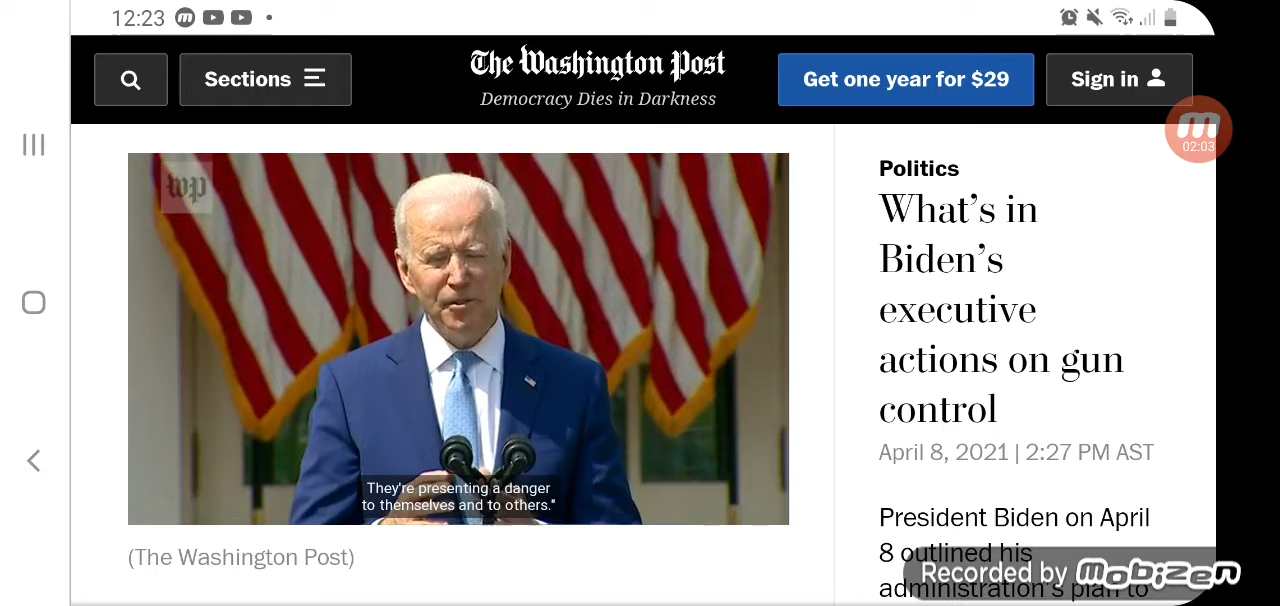 12:23
Sections
The Washington Post
Democracy Dies in Darkness
Get one year for $29
Sign in
m
02:03
wp
They're presenting a danger
to themselves and to others."
(The Washington Post)
Politics
What's in
Biden's
executive
actions on gun
control
April 8, 2021 | 2:27 PM AST
President Biden on April
8 outlined his
administration's plan to
Recorded by mobizen